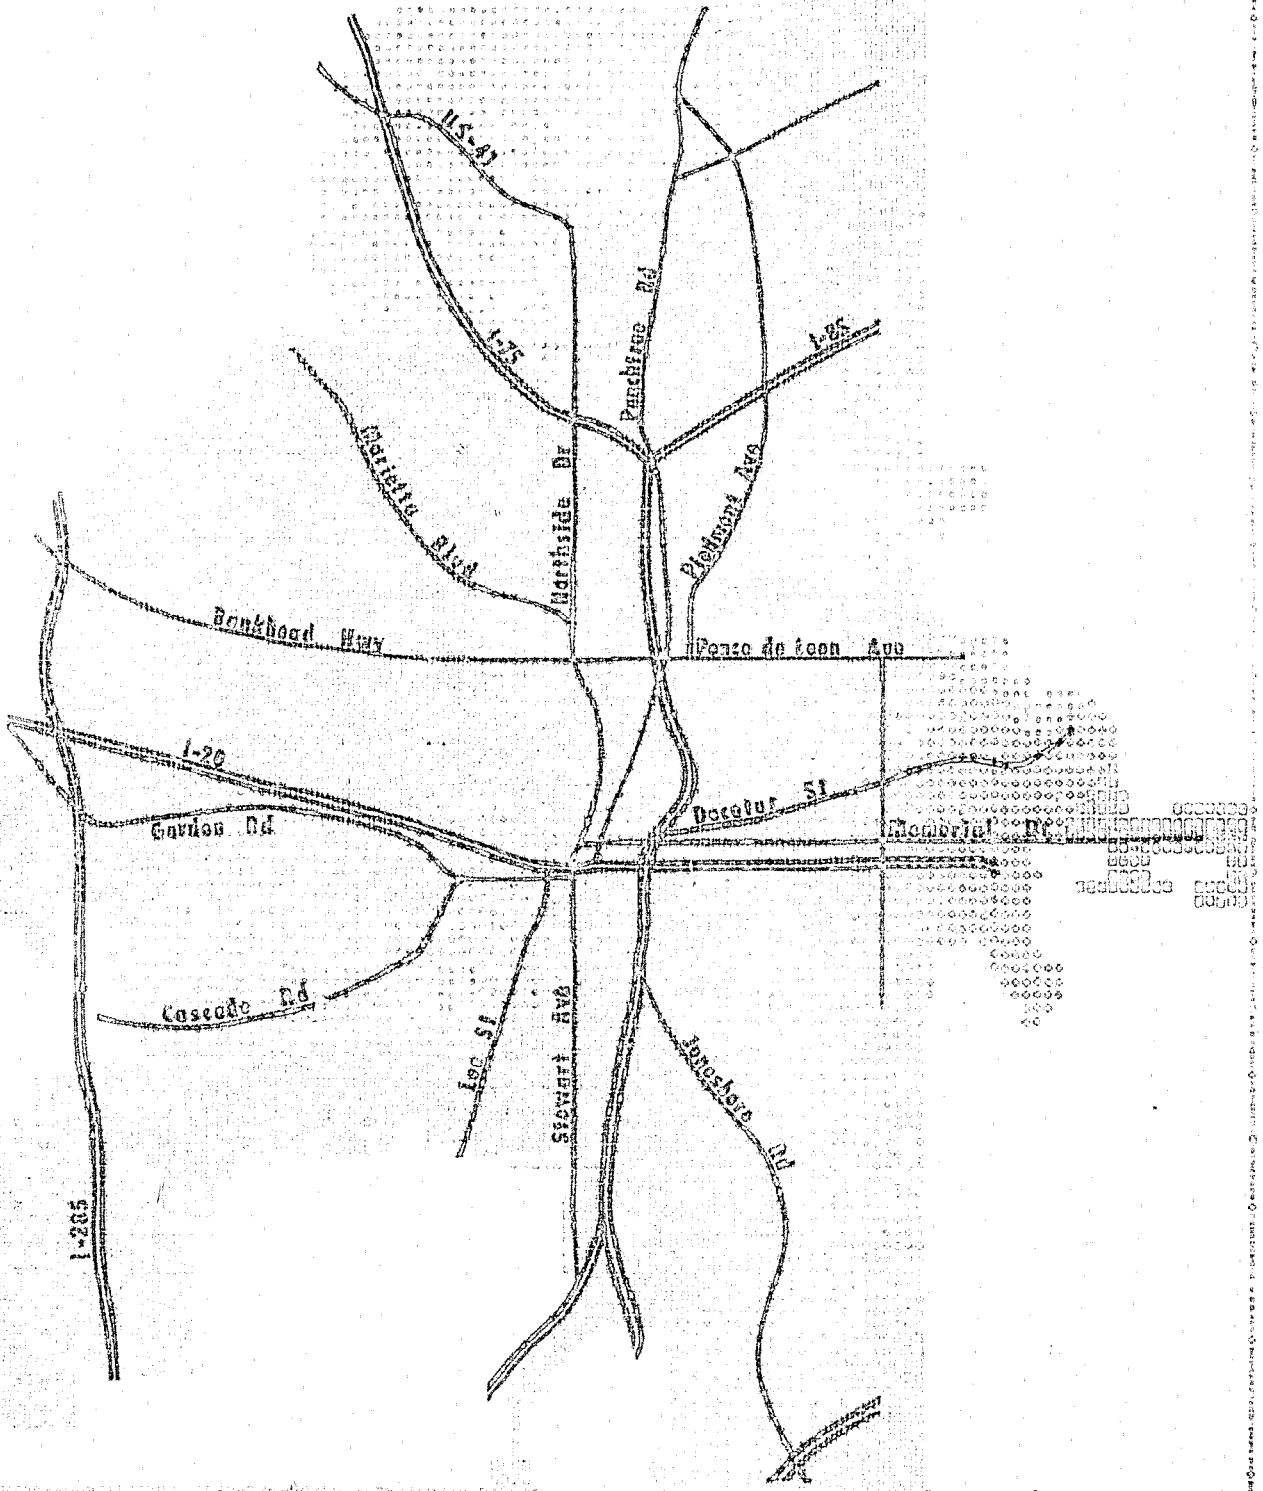 U.S-41
Peachtree Rd
I-75
I-85
Marietta Blvd
Northside Dr
Piedmont Ave
Bankhead Hwy
Ponce de Leon Ave
I-20
Decatur St
Gordon Rd
Memorial Dr
Cascade Rd
Lee St
Stewart Ave
Jonesboro Rd
I-285